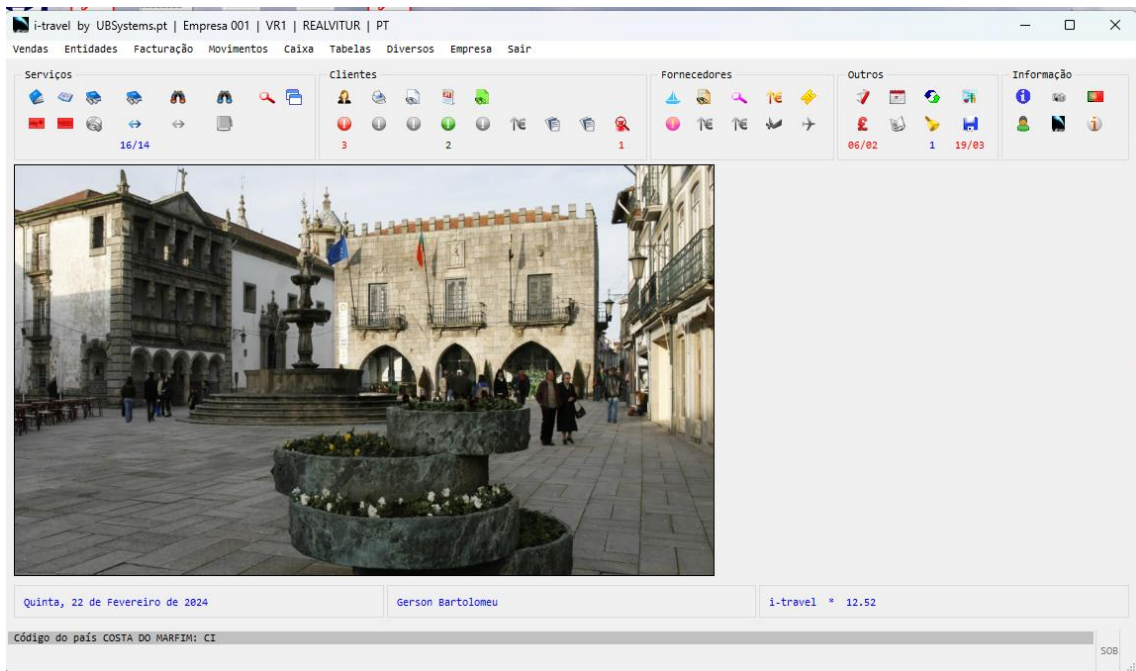 i-travel by UBSystems.pt | Empresa 001 | VR1 | REALVITUR | PT
Vendas Entidades Facturação Movimentos Caixa Tabelas Diversos Empresa Sair
Serviços Clientes Fornecedores Outros Informação
16/14 3 2 1 06/02 1 19/03
Quinta, 22 de Fevereiro de 2024 Gerson Bartolomeu i-travel * 12.52
Código do país COSTA DO MARFIM: CI
SOB